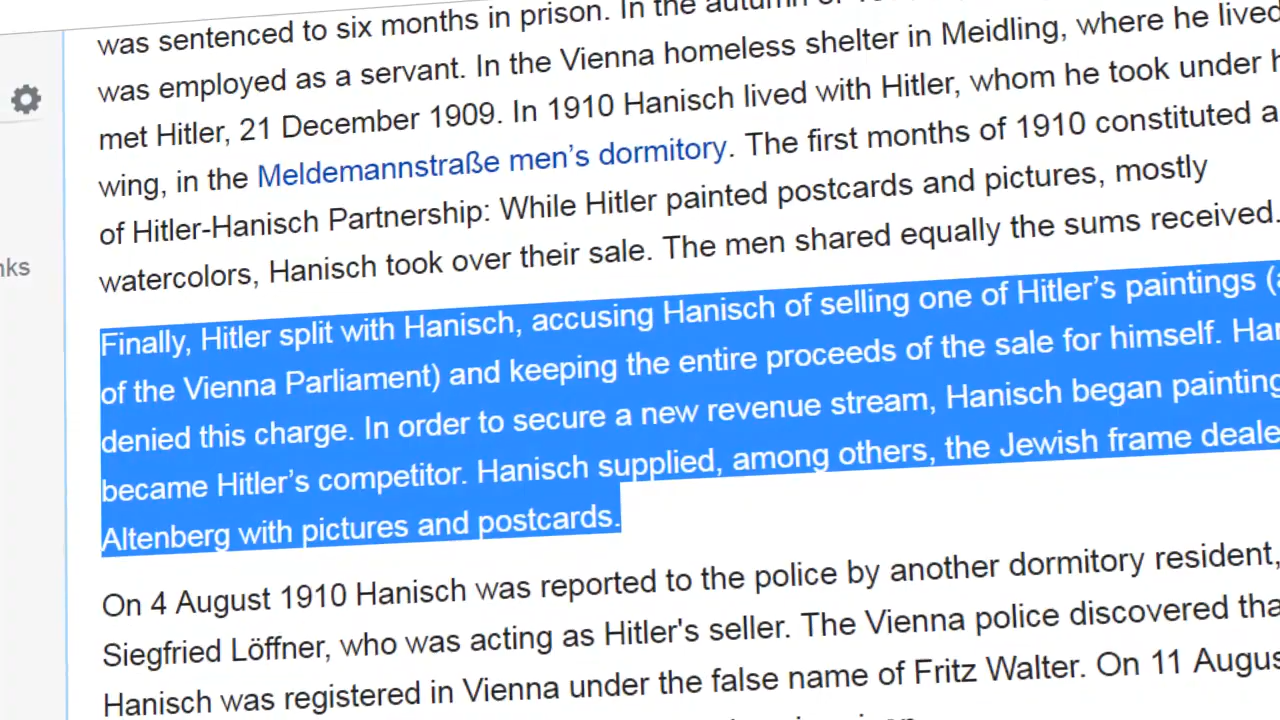 was sentenced to six months in prison. In the autumn of
was employed as a servant. In the Vienna homeless shelter in Meidling, where he lived
met Hitler, 21 December 1909. In 1910 Hanisch lived with Hitler, whom he took under
wing, in the Meldemannstraße men’s dormitory. The first months of 1910 constituted a
of Hitler-Hanisch Partnership: While Hitler painted postcards and pictures, mostly
watercolors, Hanisch took over their sale. The men shared equally the sums received.
nks
Finally, Hitler split with Hanisch, accusing Hanisch of selling one of Hitler’s paintings (a
of the Vienna Parliament) and keeping the entire proceeds of the sale for himself. Han
denied this charge. In order to secure a new revenue stream, Hanisch began painting
became Hitler’s competitor. Hanisch supplied, among others, the Jewish frame deale
Altenberg with pictures and postcards.
On 4 August 1910 Hanisch was reported to the police by another dormitory resident,
Siegfried Löffner, who was acting as Hitler's seller. The Vienna police discovered tha
Hanisch was registered in Vienna under the false name of Fritz Walter. On 11 Augus